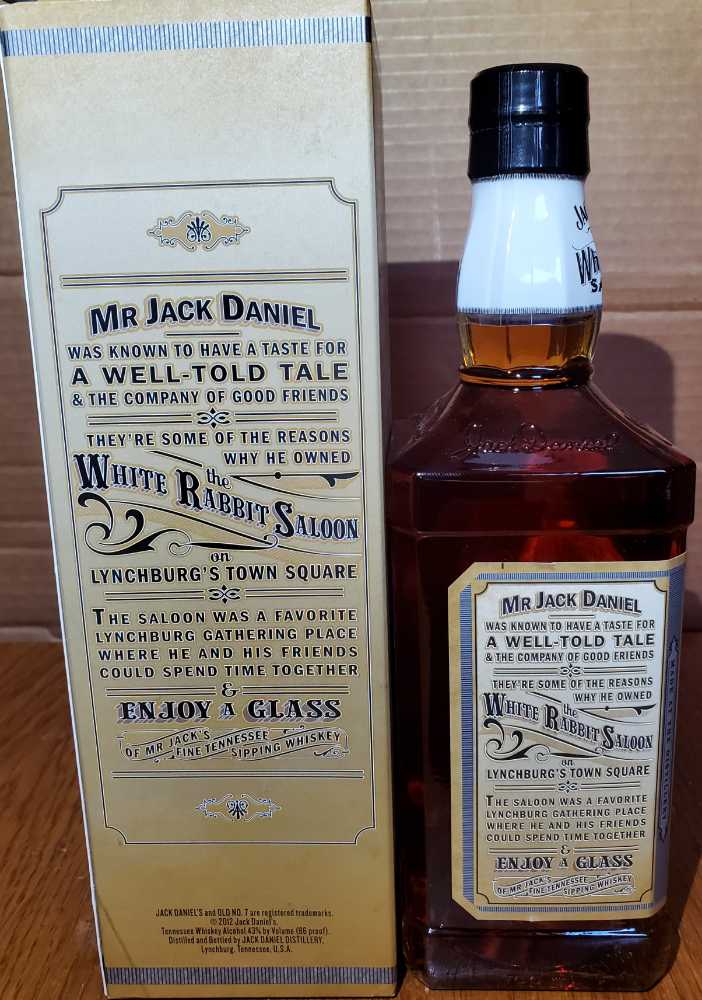 MR JACK DANIEL
WAS KNOWN TO HAVE A TASTE FOR
A WELL-TOLD TALE
& THE COMPANY OF GOOD FRIENDS
THEY'RE SOME OF THE REASONS
WHY HE OWNED
the
WHITE RABBIT SALOON
on
LYNCHBURG'S TOWN SQUARE
THE SALOON WAS A FAVORITE
LYNCHBURG GATHERING PLACE
WHERE HE AND HIS FRIENDS
COULD SPEND TIME TOGETHER
&
ENJOY A GLASS
OF MR JACK'S
FINE TENNESSEE
SIPPING WHISKEY
JACK DANIEL'S and OLD NO. 7 are registered trademarks.
© 2012 Jack Daniel's.
Tennessee Whiskey Alcohol 43% by Volume (86 proof).
Distilled and Bottled by JACK DANIEL DISTILLERY,
Lynchburg, Tennessee, U.S.A.
Jack Daniel
MR JACK DANIEL
WAS KNOWN TO HAVE A TASTE FOR
A WELL-TOLD TALE
& THE COMPANY OF GOOD FRIENDS
THEY'RE SOME OF THE REASONS
WHY HE OWNED
the
WHITE RABBIT SALOON
on
LYNCHBURG'S TOWN SQUARE
THE SALOON WAS A FAVORITE
LYNCHBURG GATHERING PLACE
WHERE HE AND HIS FRIENDS
COULD SPEND TIME TOGETHER
&
ENJOY A GLASS
OF MR JACK'S
FINE TENNESSEE
SIPPING WHISKEY